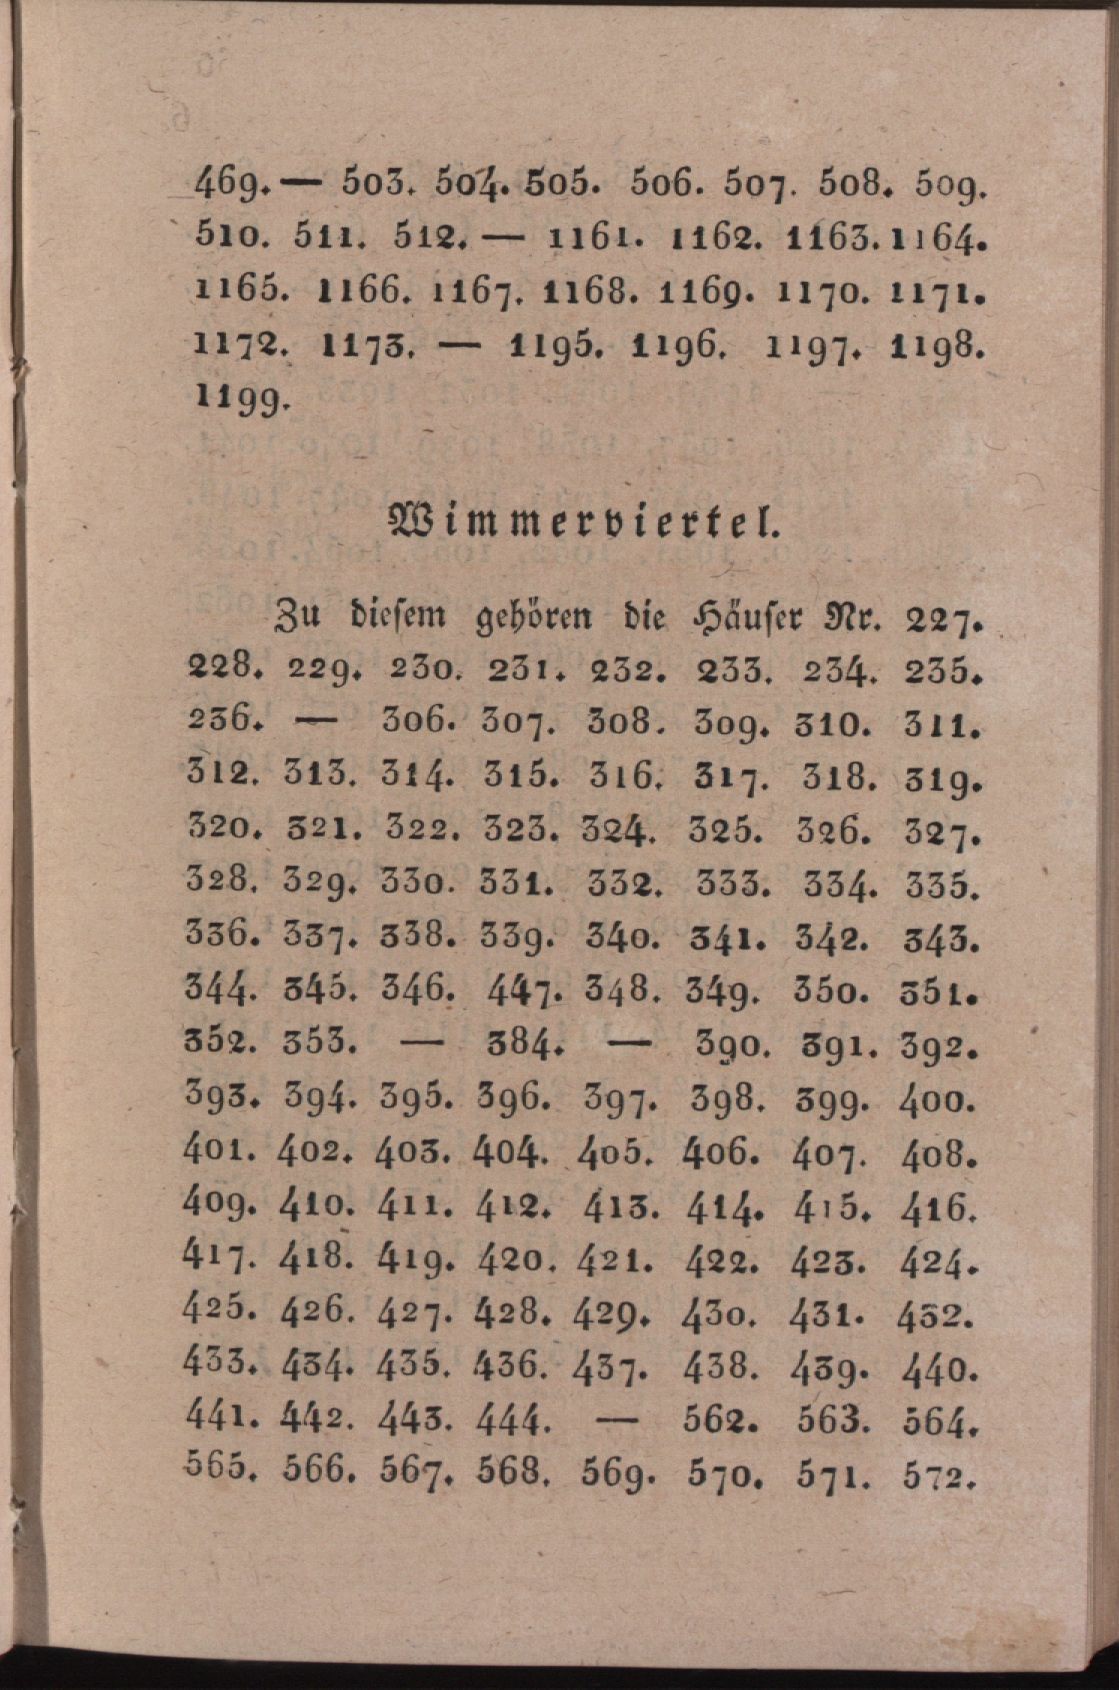 469. — 503. 504. 505. 506. 507. 508. 509.
510. 511. 512. — 1161. 1162. 1163. 1164.
1165. 1166. 1167. 1168. 1169. 1170. 1171.
1172. 1173. — 1195. 1196. 1197. 1198.
1199.
Wimmerviertel.
Zu diesem gehören die Häuser Nr. 227.
228. 229. 230. 231. 232. 233. 234. 235.
236. — 306. 307. 308. 309. 310. 311.
312. 313. 314. 315. 316. 317. 318. 319.
320. 321. 322. 323. 324. 325. 326. 327.
328. 329. 330. 331. 332. 333. 334. 335.
336. 337. 338. 339. 340. 341. 342. 343.
344. 345. 346. 447. 348. 349. 350. 351.
352. 353. — 384. — 390. 391. 392.
393. 394. 395. 396. 397. 398. 399. 400.
401. 402. 403. 404. 405. 406. 407. 408.
409. 410. 411. 412. 413. 414. 415. 416.
417. 418. 419. 420. 421. 422. 423. 424.
425. 426. 427. 428. 429. 430. 431. 432.
433. 434. 435. 436. 437. 438. 439. 440.
441. 442. 443. 444. — 562. 563. 564.
565. 566. 567. 568. 569. 570. 571. 572.